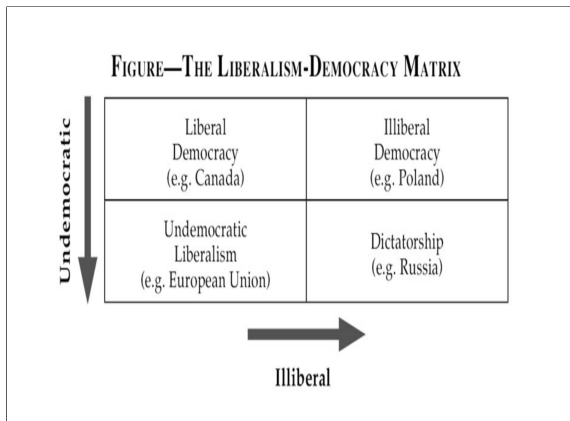 FIGURE—THE LIBERALISM-DEMOCRACY MATRIX
Undemocratic
Liberal
Democracy
(e.g. Canada)
Illiberal
Democracy
(e.g. Poland)
Undemocratic
Liberalism
(e.g. European Union)
Dictatorship
(e.g. Russia)
Illiberal